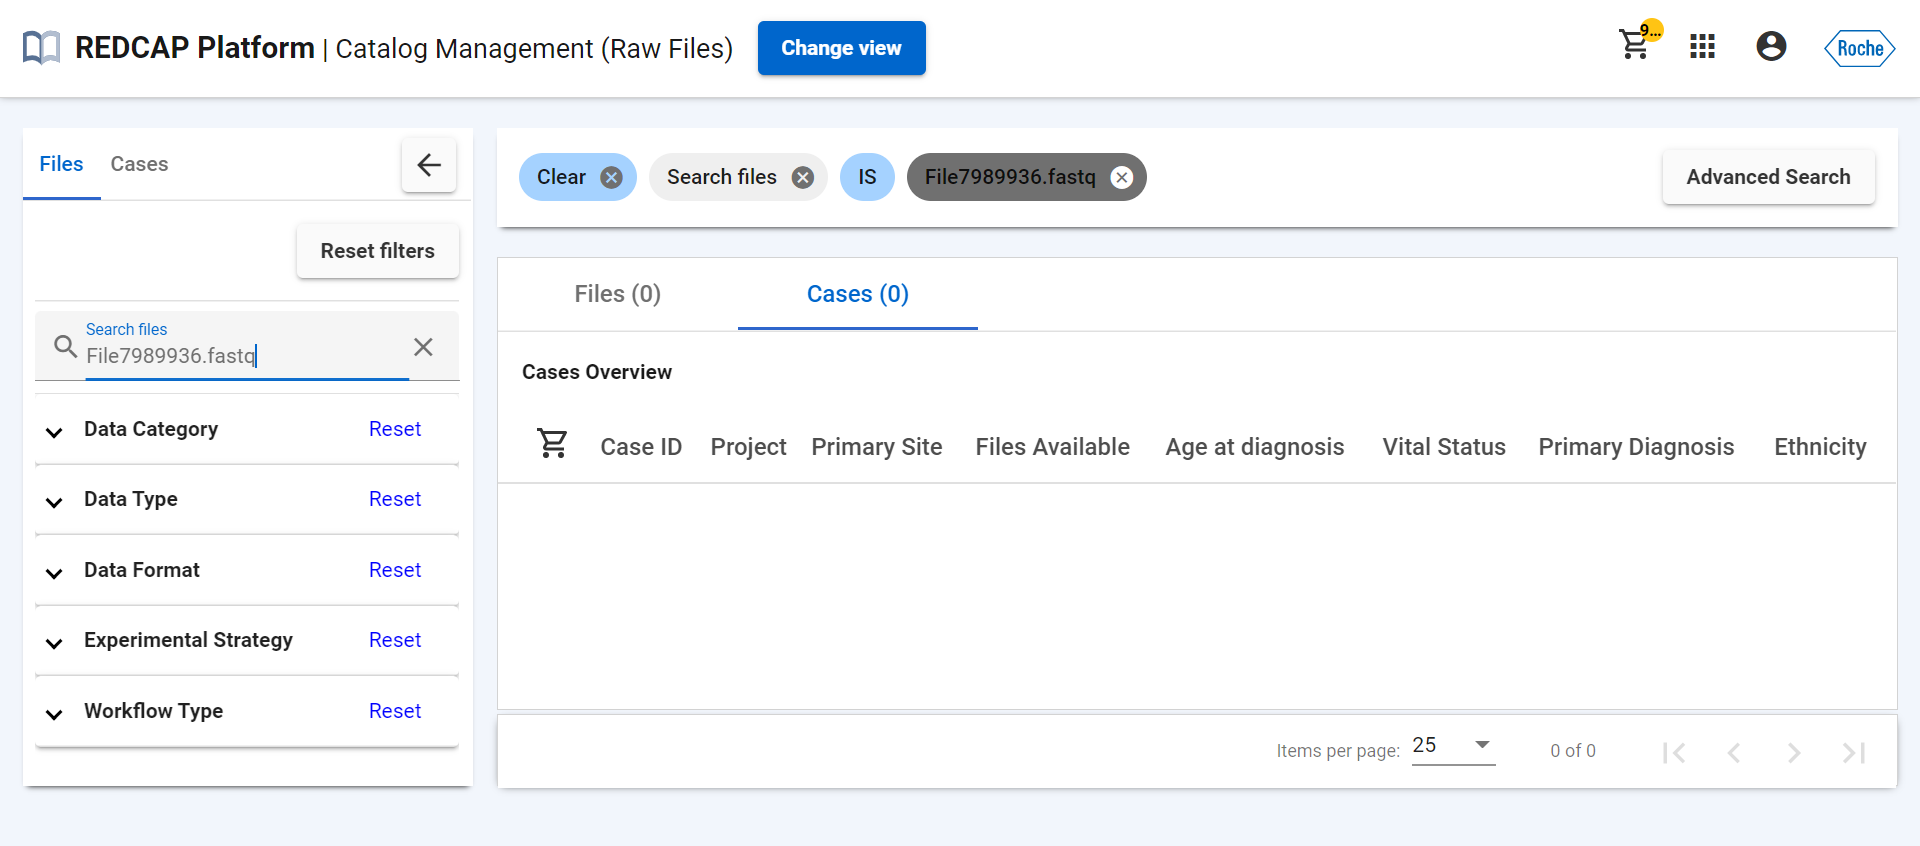 REDCAP Platform | Catalog Management (Raw Files)
Change view
9...
Roche
Files
Cases
Reset filters
Search files
File7989936.fastq
Data Category
Reset
Data Type
Reset
Data Format
Reset
Experimental Strategy
Reset
Workflow Type
Reset
Clear
Search files
IS
File7989936.fastq
Advanced Search
Files (0)
Cases (0)
Cases Overview
Case ID
Project
Primary Site
Files Available
Age at diagnosis
Vital Status
Primary Diagnosis
Ethnicity
Items per page:
25
0 of 0